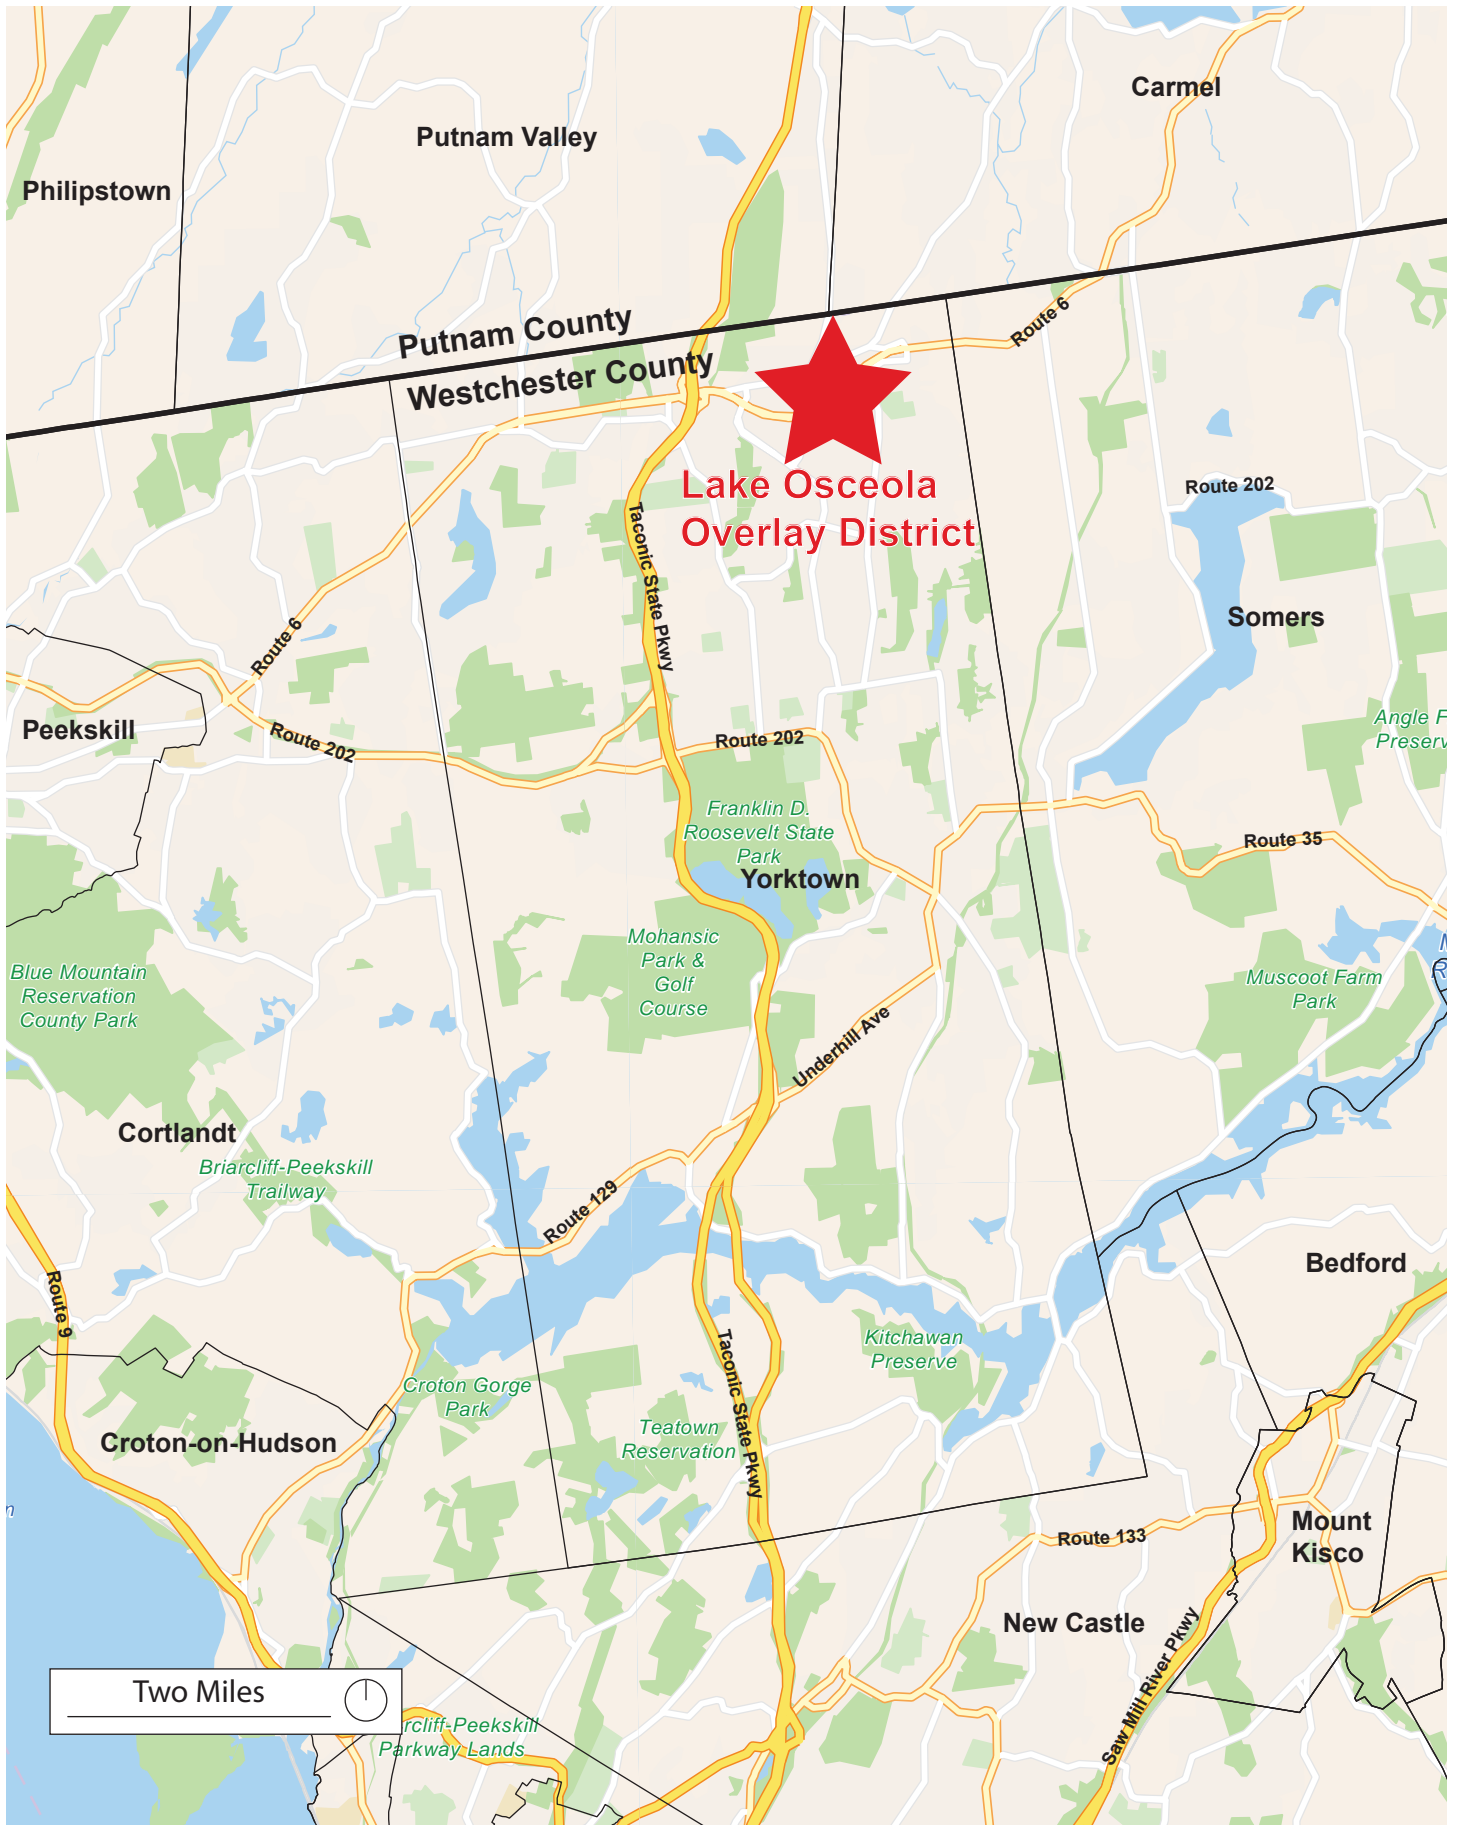 Carmel
Putnam Valley
Philipstown
Putnam County
Westchester County
Route 6
Lake Osceola
Overlay District
Route 202
Taconic State Pkwy
Somers
Route 6
Peekskill
Route 202
Route 202
Angle F
Preserv
Franklin D.
Roosevelt State
Park
Yorktown
Route 35
Mohansic
Park &
Golf
Course
Blue Mountain
Reservation
County Park
Muscoot Farm
Park
M
R
Underhill Ave
Cortlandt
Briarcliff-Peekskill
Trailway
Route 129
Bedford
Route 9
Kitchawan
Preserve
Croton Gorge
Park
Taconic State Pkwy
Teatown
Reservation
Croton-on-Hudson
n
Route 133
Mount
Kisco
New Castle
Saw Mill River Pkwy
Two Miles
rcliff-Peekskill
Parkway Lands